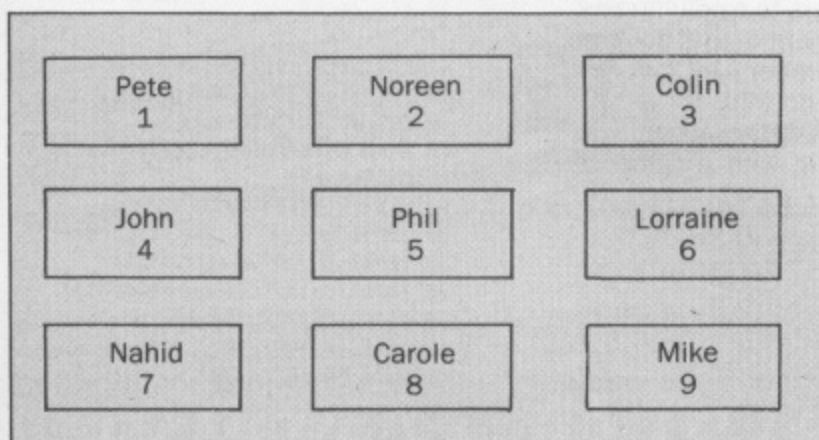 Pete
1
Noreen
2
Colin
3
John
4
Phil
5
Lorraine
6
Nahid
7
Carole
8
Mike
9